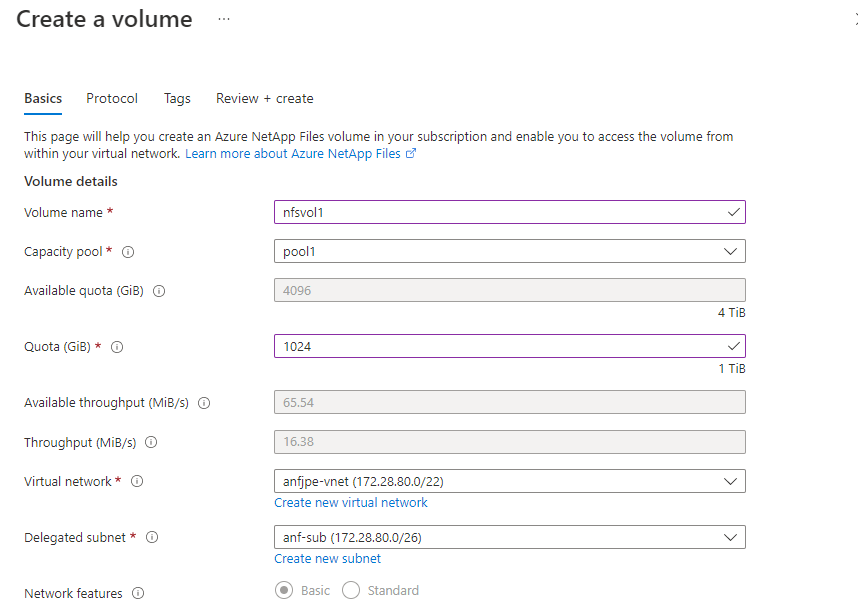 Create a volume ...
Basics Protocol Tags Review + create
This page will help you create an Azure NetApp Files volume in your subscription and enable you to access the volume from
within your virtual network. Learn more about Azure NetApp Files
Volume details
Volume name * nfsvol1
Capacity pool * pool1
Available quota (GiB) 4096
4 TiB
Quota (GiB) * 1024
1 TiB
Available throughput (MiB/s) 65.54
Throughput (MiB/s) 16.38
Virtual network * anfjpe-vnet (172.28.80.0/22)
Create new virtual network
Delegated subnet * anf-sub (172.28.80.0/26)
Create new subnet
Network features Basic Standard